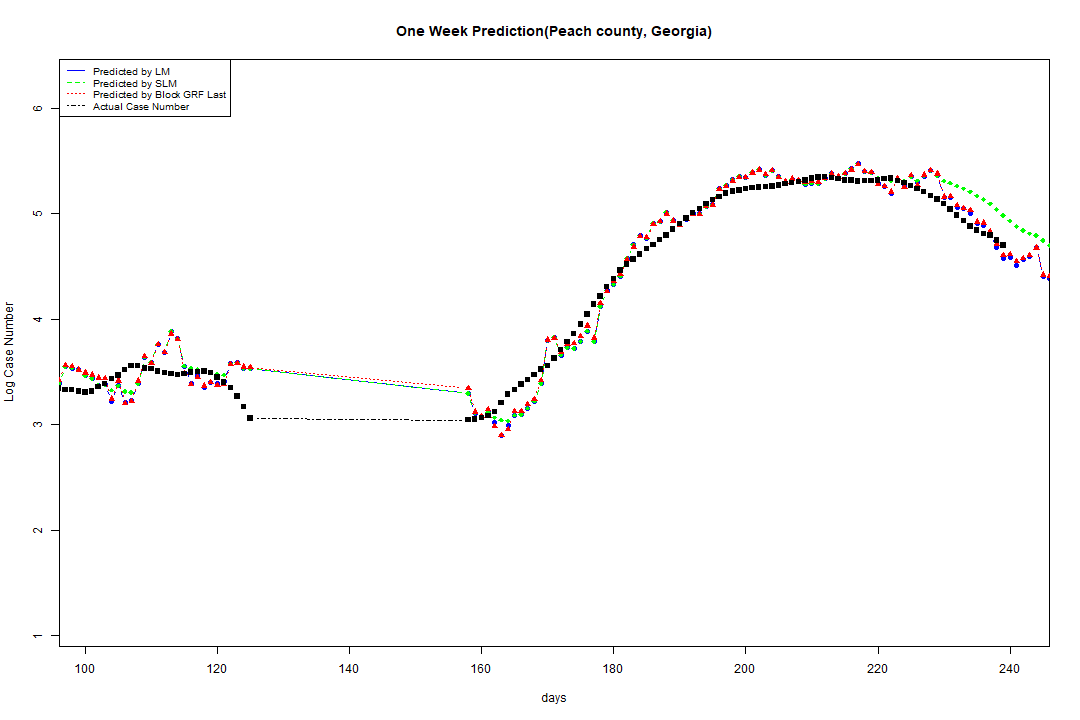 One Week Prediction(Peach county, Georgia)
Predicted by LM
Predicted by SLM
Predicted by Block GRF Last
Actual Case Number
6
5
4
3
2
1
Log Case Number
100 120 140 160 180 200 220 240
days